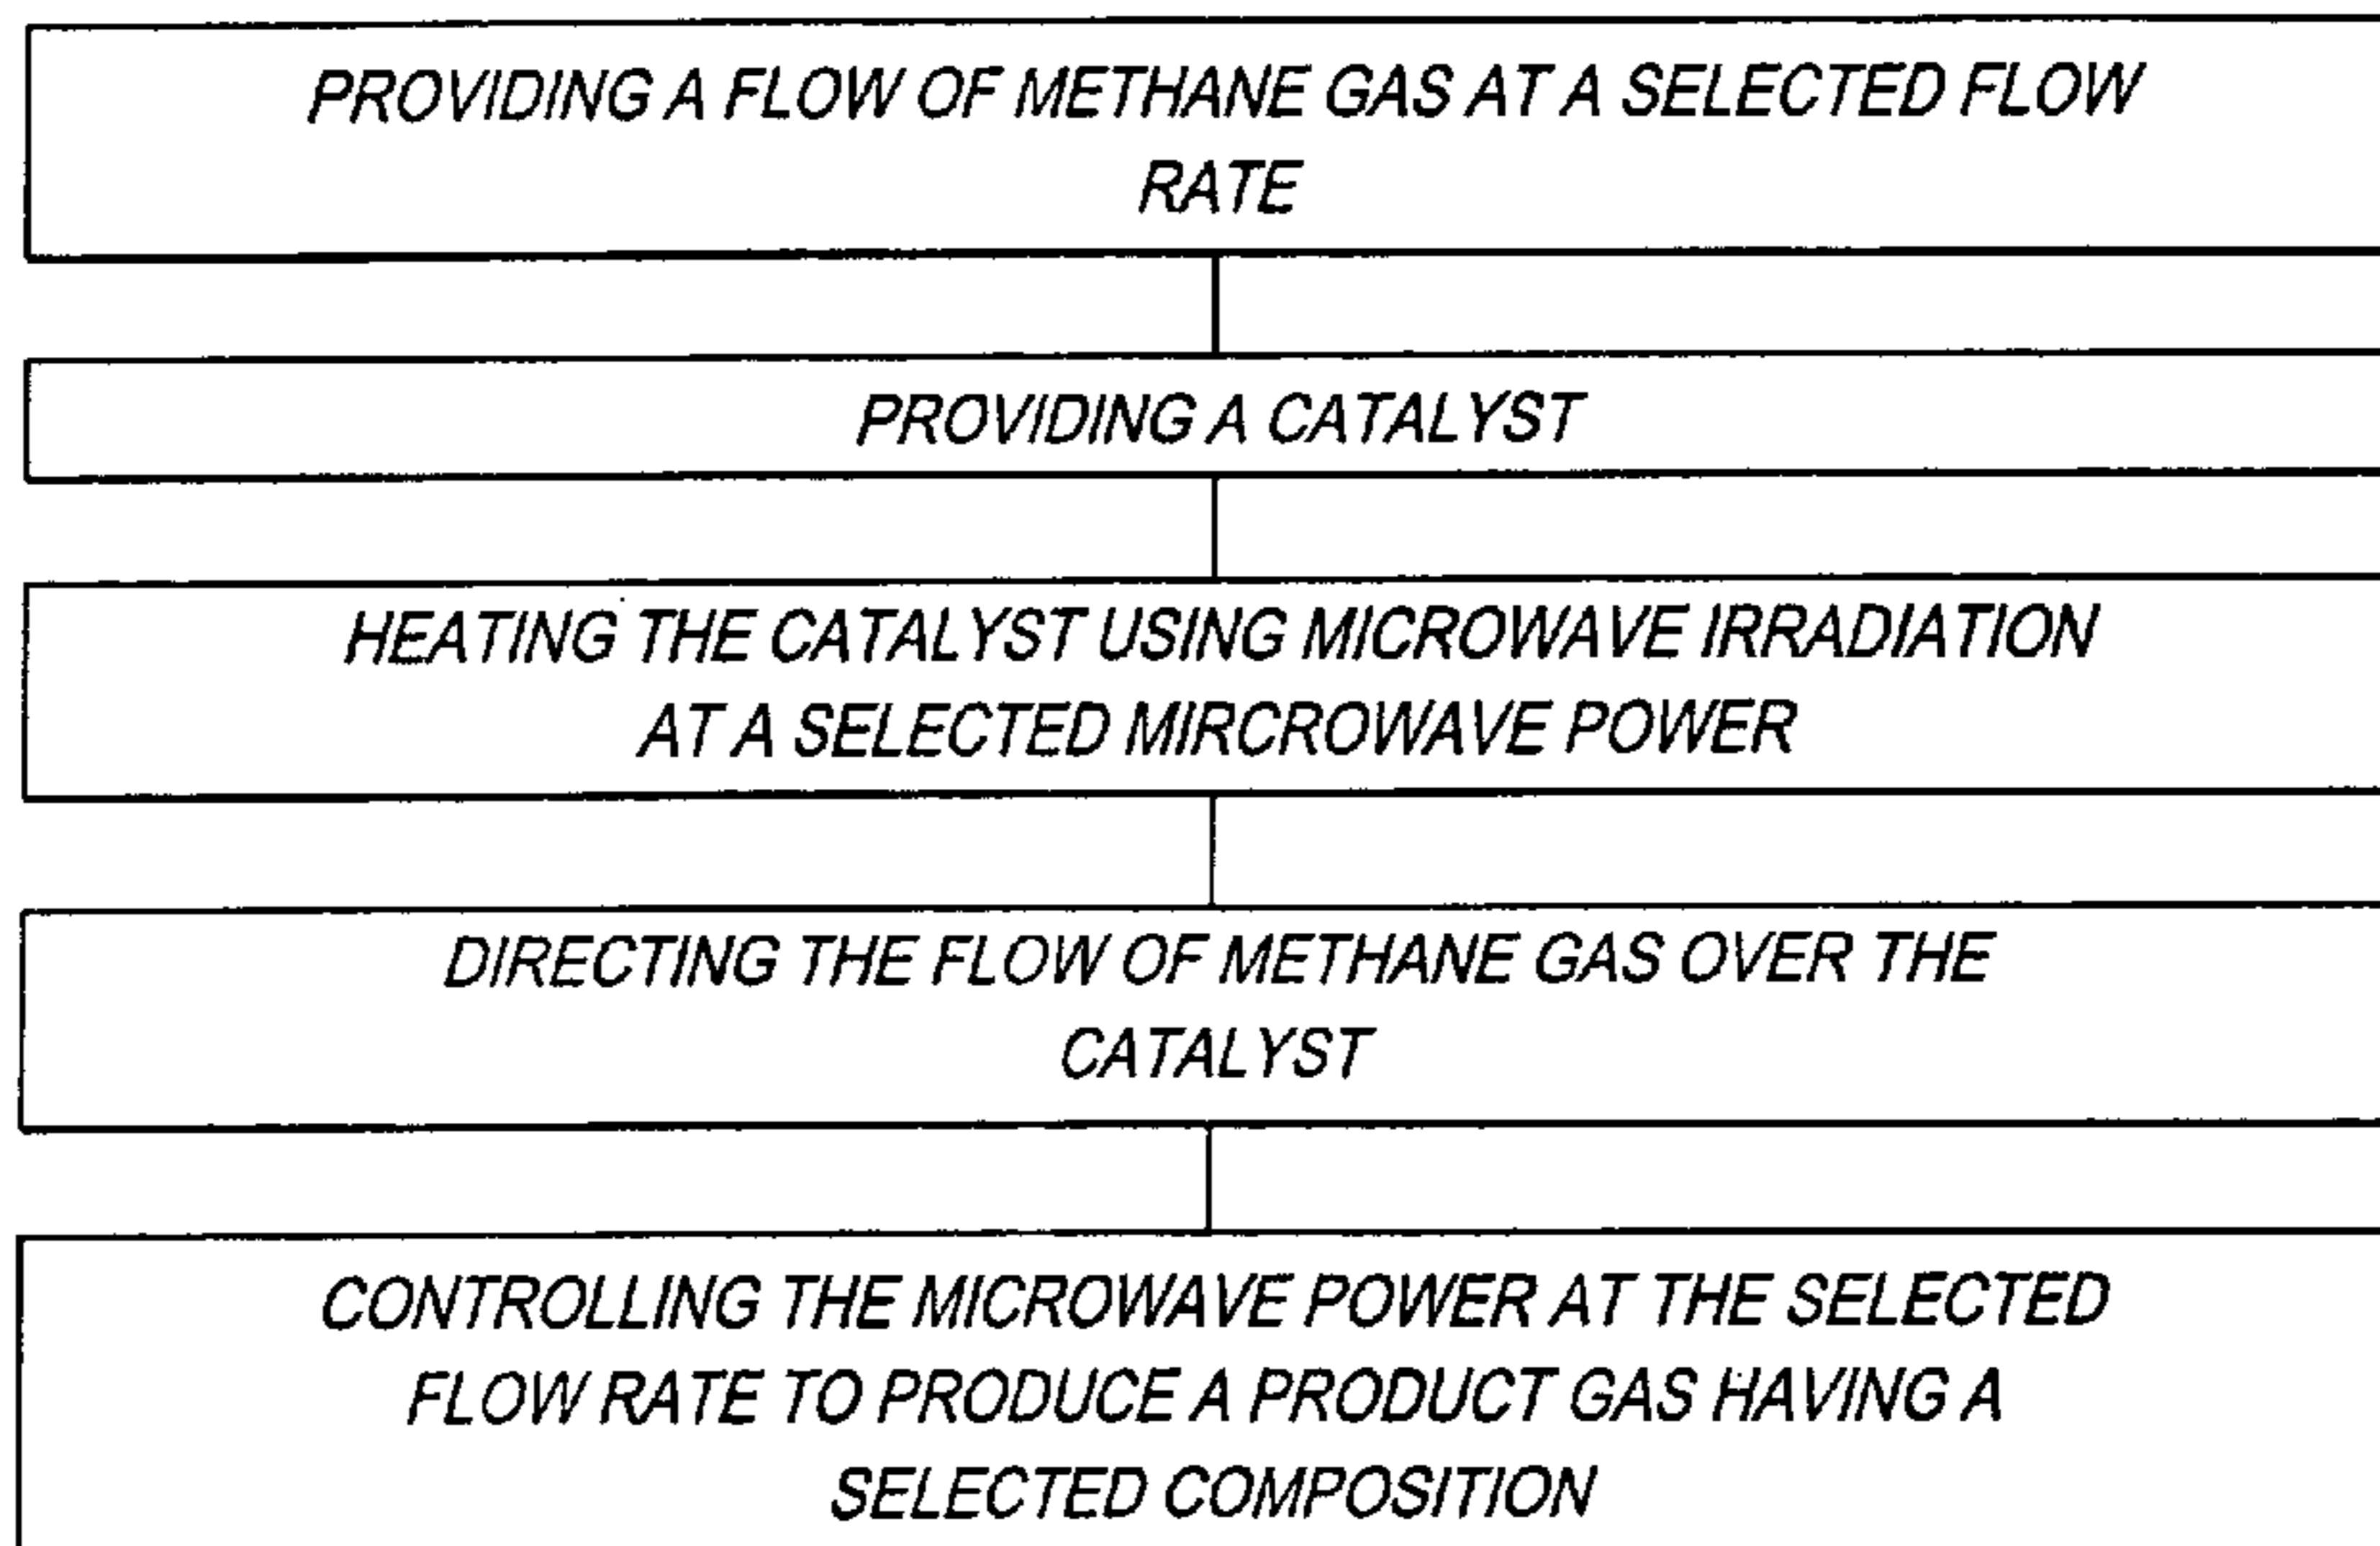 PROVIDING A FLOW OF METHANE GAS AT A SELECTED FLOW
RATE
PROVIDING A CATALYST
HEATING THE CATALYST USING MICROWAVE IRRADIATION
AT A SELECTED MIRCROWAVE POWER
DIRECTING THE FLOW OF METHANE GAS OVER THE
CATALYST
CONTROLLING THE MICROWAVE POWER AT THE SELECTED
FLOW RATE TO PRODUCE A PRODUCT GAS HAVING A
SELECTED COMPOSITION